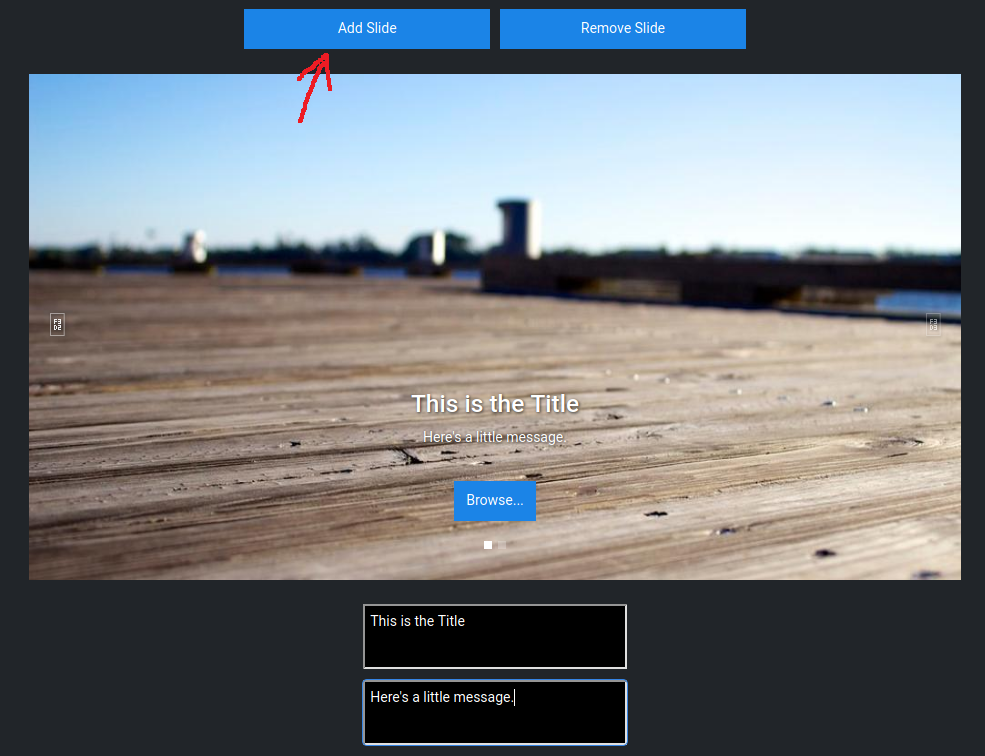 Add Slide
Remove Slide
This is the Title
Here's a little message.
Browse...
This is the Title
Here's a little message.